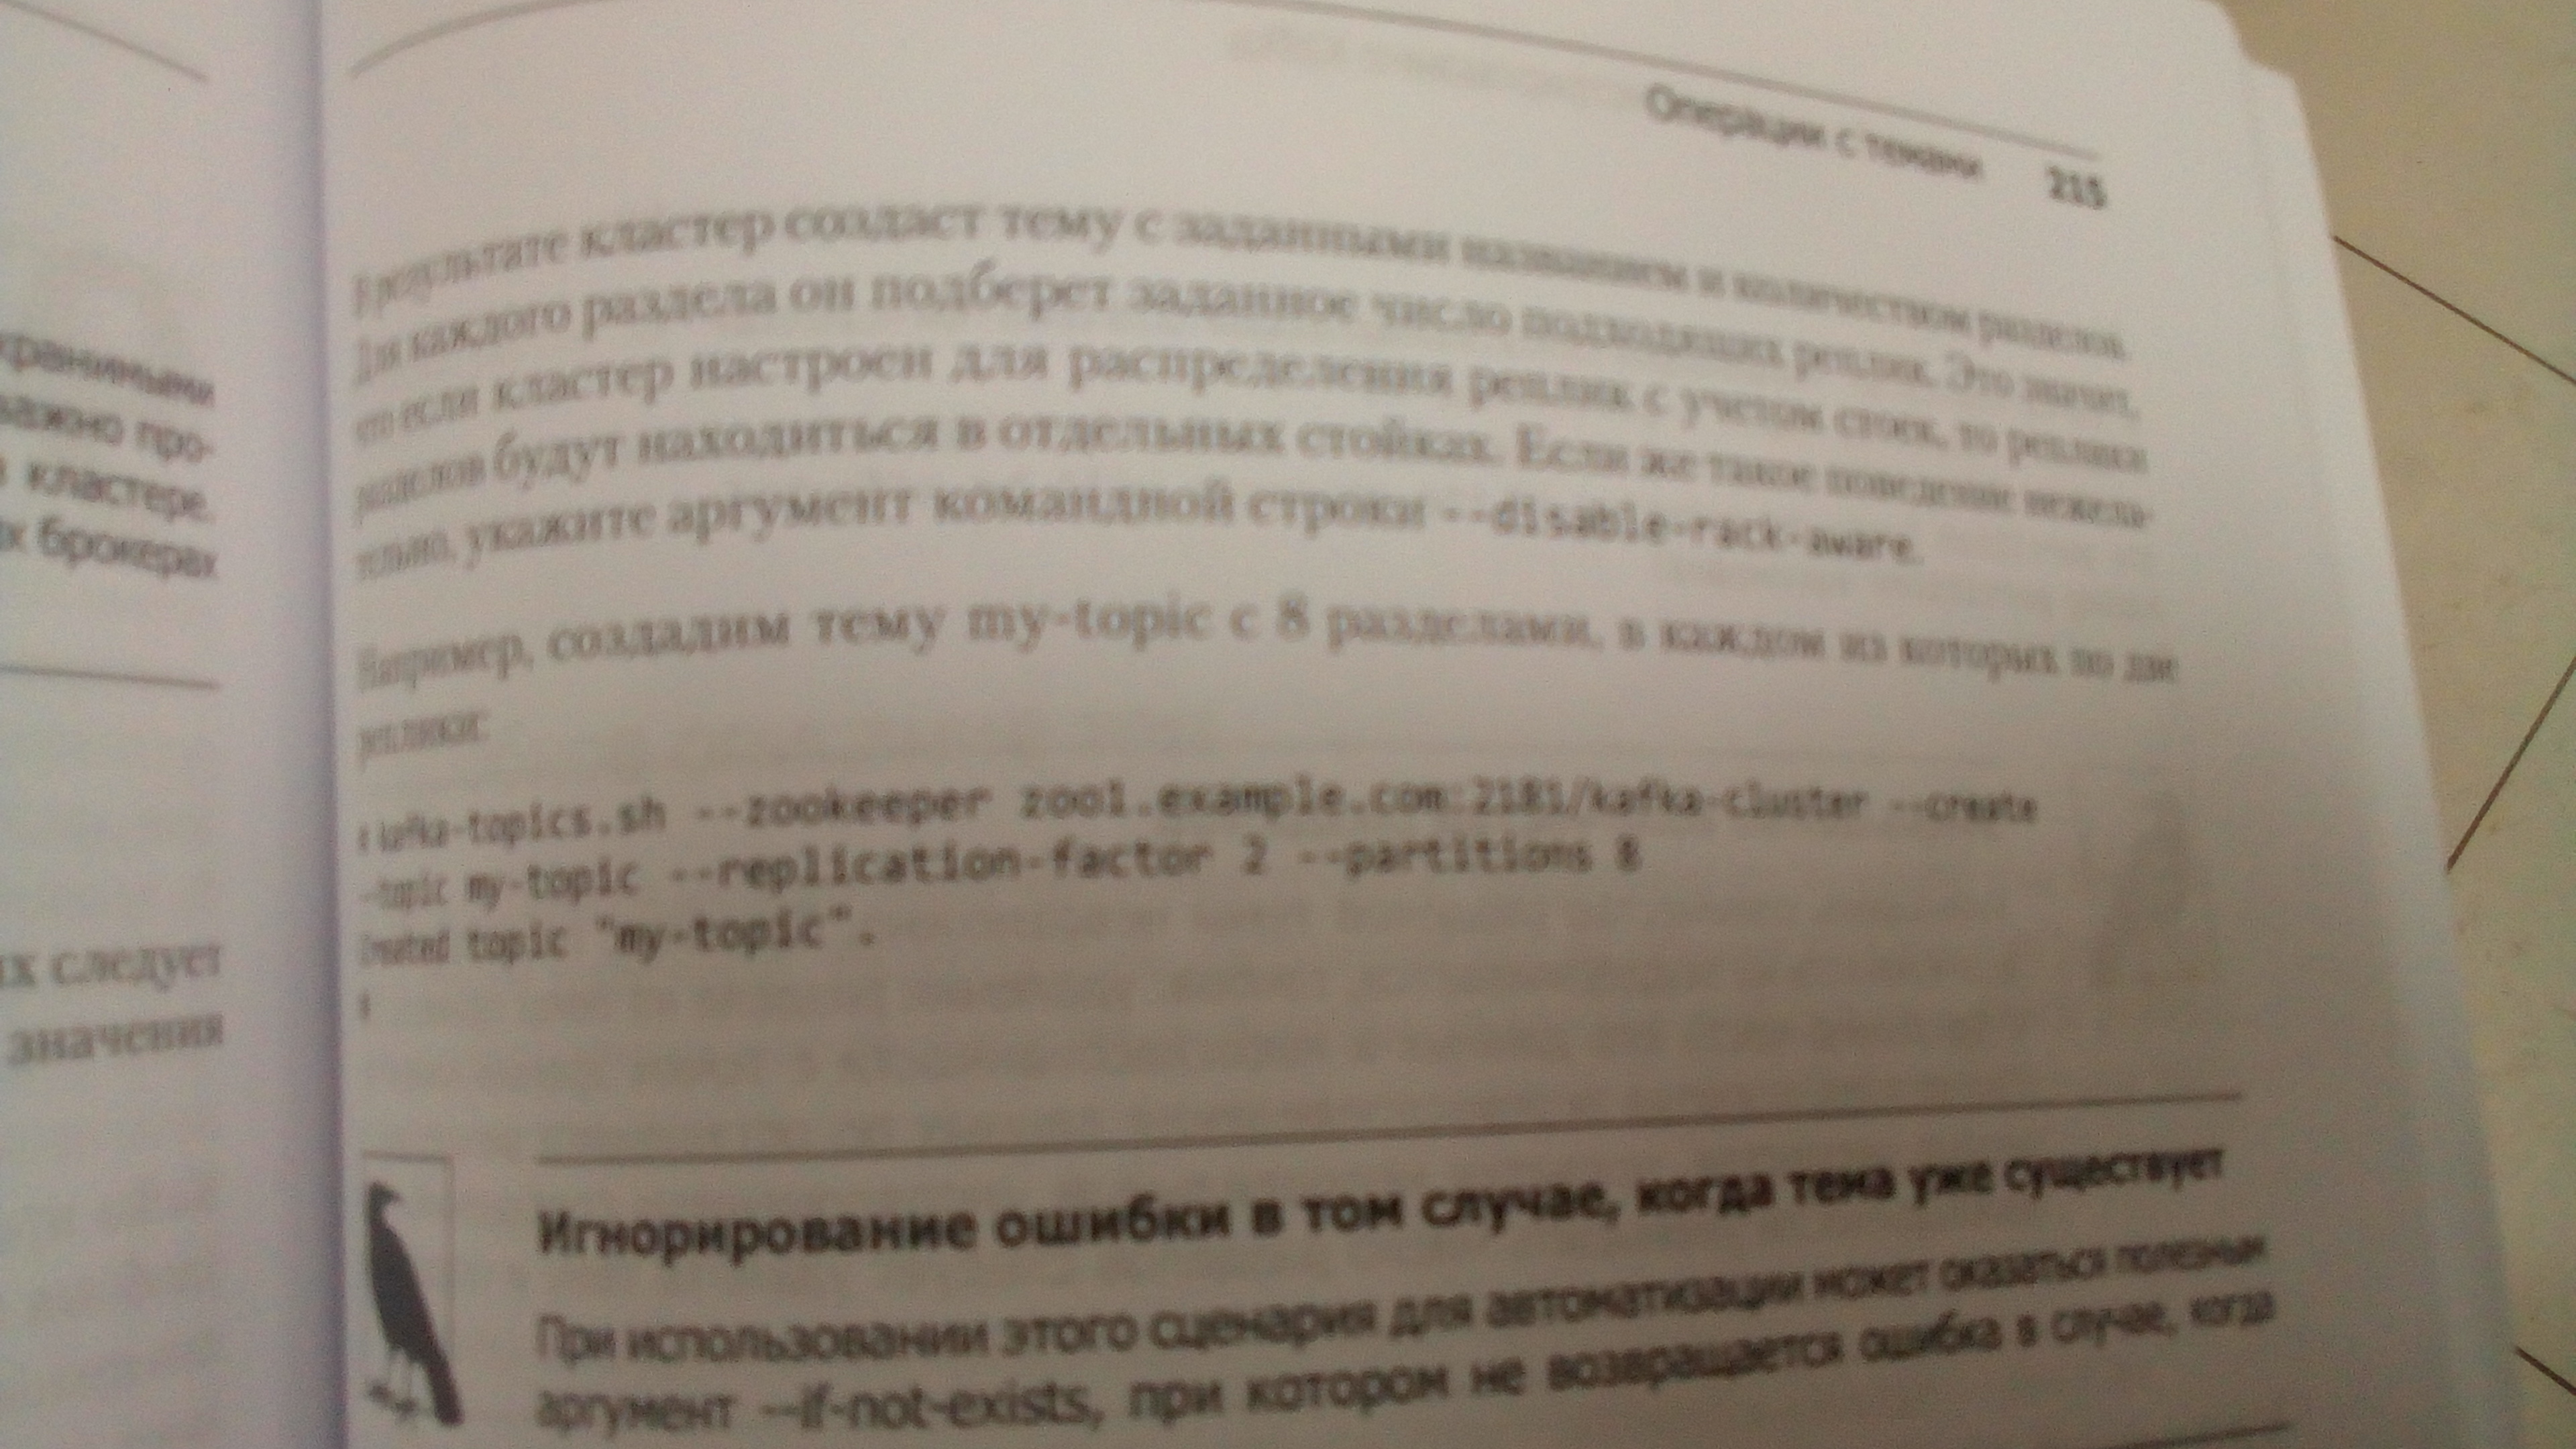 хранимыми
важно про-
кластере.
х брокерах
их следует
значения
Операции с темами 215
В результате кластер создаст тему с заданными названием и количеством разделов.
Для каждого раздела он подберет заданное число подходящих реплик. Это значит,
что если кластер настроен для распределения реплик с учетом стоек, то реплики
разделов будут находиться в отдельных стойках. Если же такое поведение нежела-
тельно, укажите аргумент командной строки --disable-rack-aware.
Например, создадим тему my-topic с 8 разделами, в каждом из которых по две
реплики:
# kafka-topics.sh --zookeeper zoo1.example.com:2181/kafka-cluster --create
--topic my-topic --replication-factor 2 --partitions 8
Created topic "my-topic".
#
Игнорирование ошибки в том случае, когда тема уже существует
При использовании этого сценария для автоматизации может оказаться полезным
аргумент --if-not-exists, при котором не возвращается ошибка в случае, когда